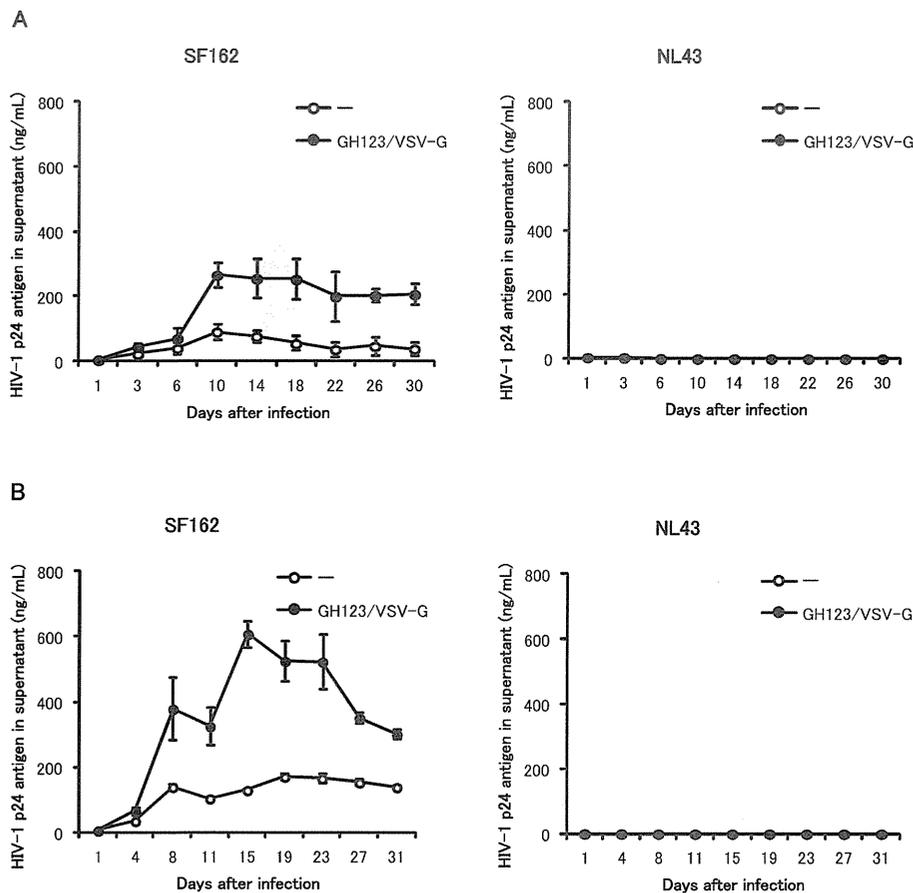 A
SF162
HIV-1 p24 antigen in supernatant (ng/mL)
800
600
400
200
0
—
GH123/VSV-G
1 3 6 10 14 18 22 26 30
Days after infection
NL43
HIV-1 p24 antigen in supernatant (ng/mL)
800
600
400
200
0
—
GH123/VSV-G
1 3 6 10 14 18 22 26 30
Days after infection
B
SF162
HIV-1 p24 antigen in supernatant (ng/mL)
800
600
400
200
0
—
GH123/VSV-G
1 4 8 11 15 19 23 27 31
Days after infection
NL43
HIV-1 p24 antigen in supernatant (ng/mL)
800
600
400
200
0
—
GH123/VSV-G
1 4 8 11 15 19 23 27 31
Days after infection